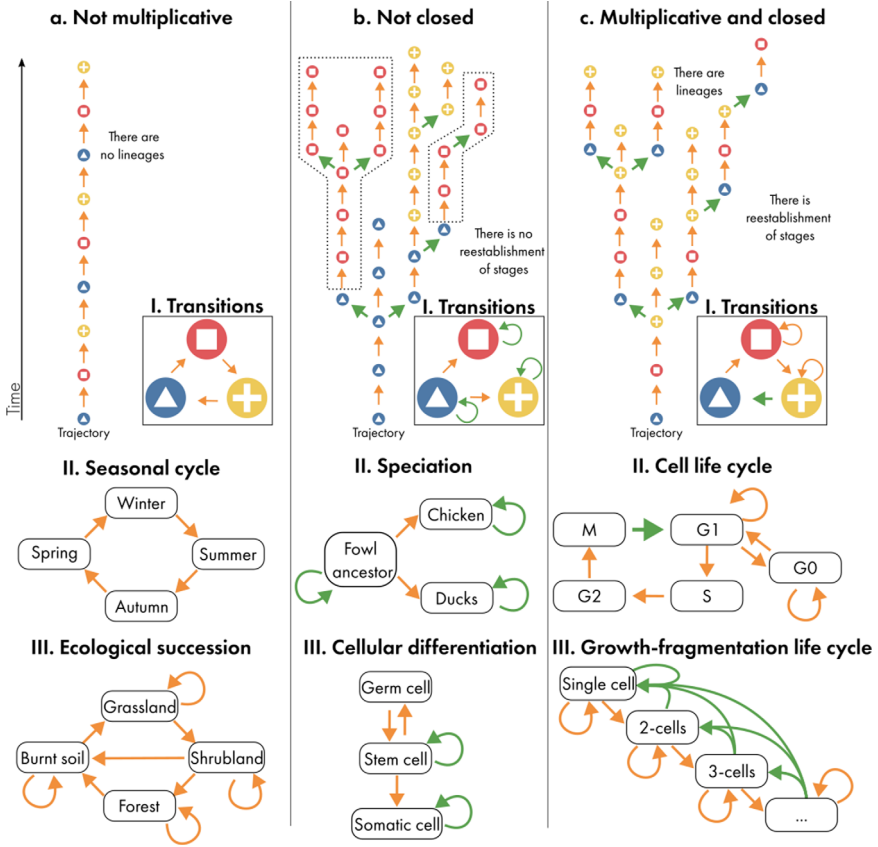 a. Not multiplicative
Time
There are
no lineages
I. Transitions
Trajectory
II. Seasonal cycle
Winter
Spring
Summer
Autumn
III. Ecological succession
Grassland
Burnt soil
Shrubland
Forest
b. Not closed
There is no
reestablishment
of stages
I. Transitions
Trajectory
II. Speciation
Chicken
Fowl
ancestor
Ducks
III. Cellular differentiation
Germ cell
Stem cell
Somatic cell
c. Multiplicative and closed
There are
lineages
There is
reestablishment
of stages
I. Transitions
Trajectory
II. Cell life cycle
M
G1
G0
G2
S
III. Growth-fragmentation life cycle
Single cell
2-cells
3-cells
...